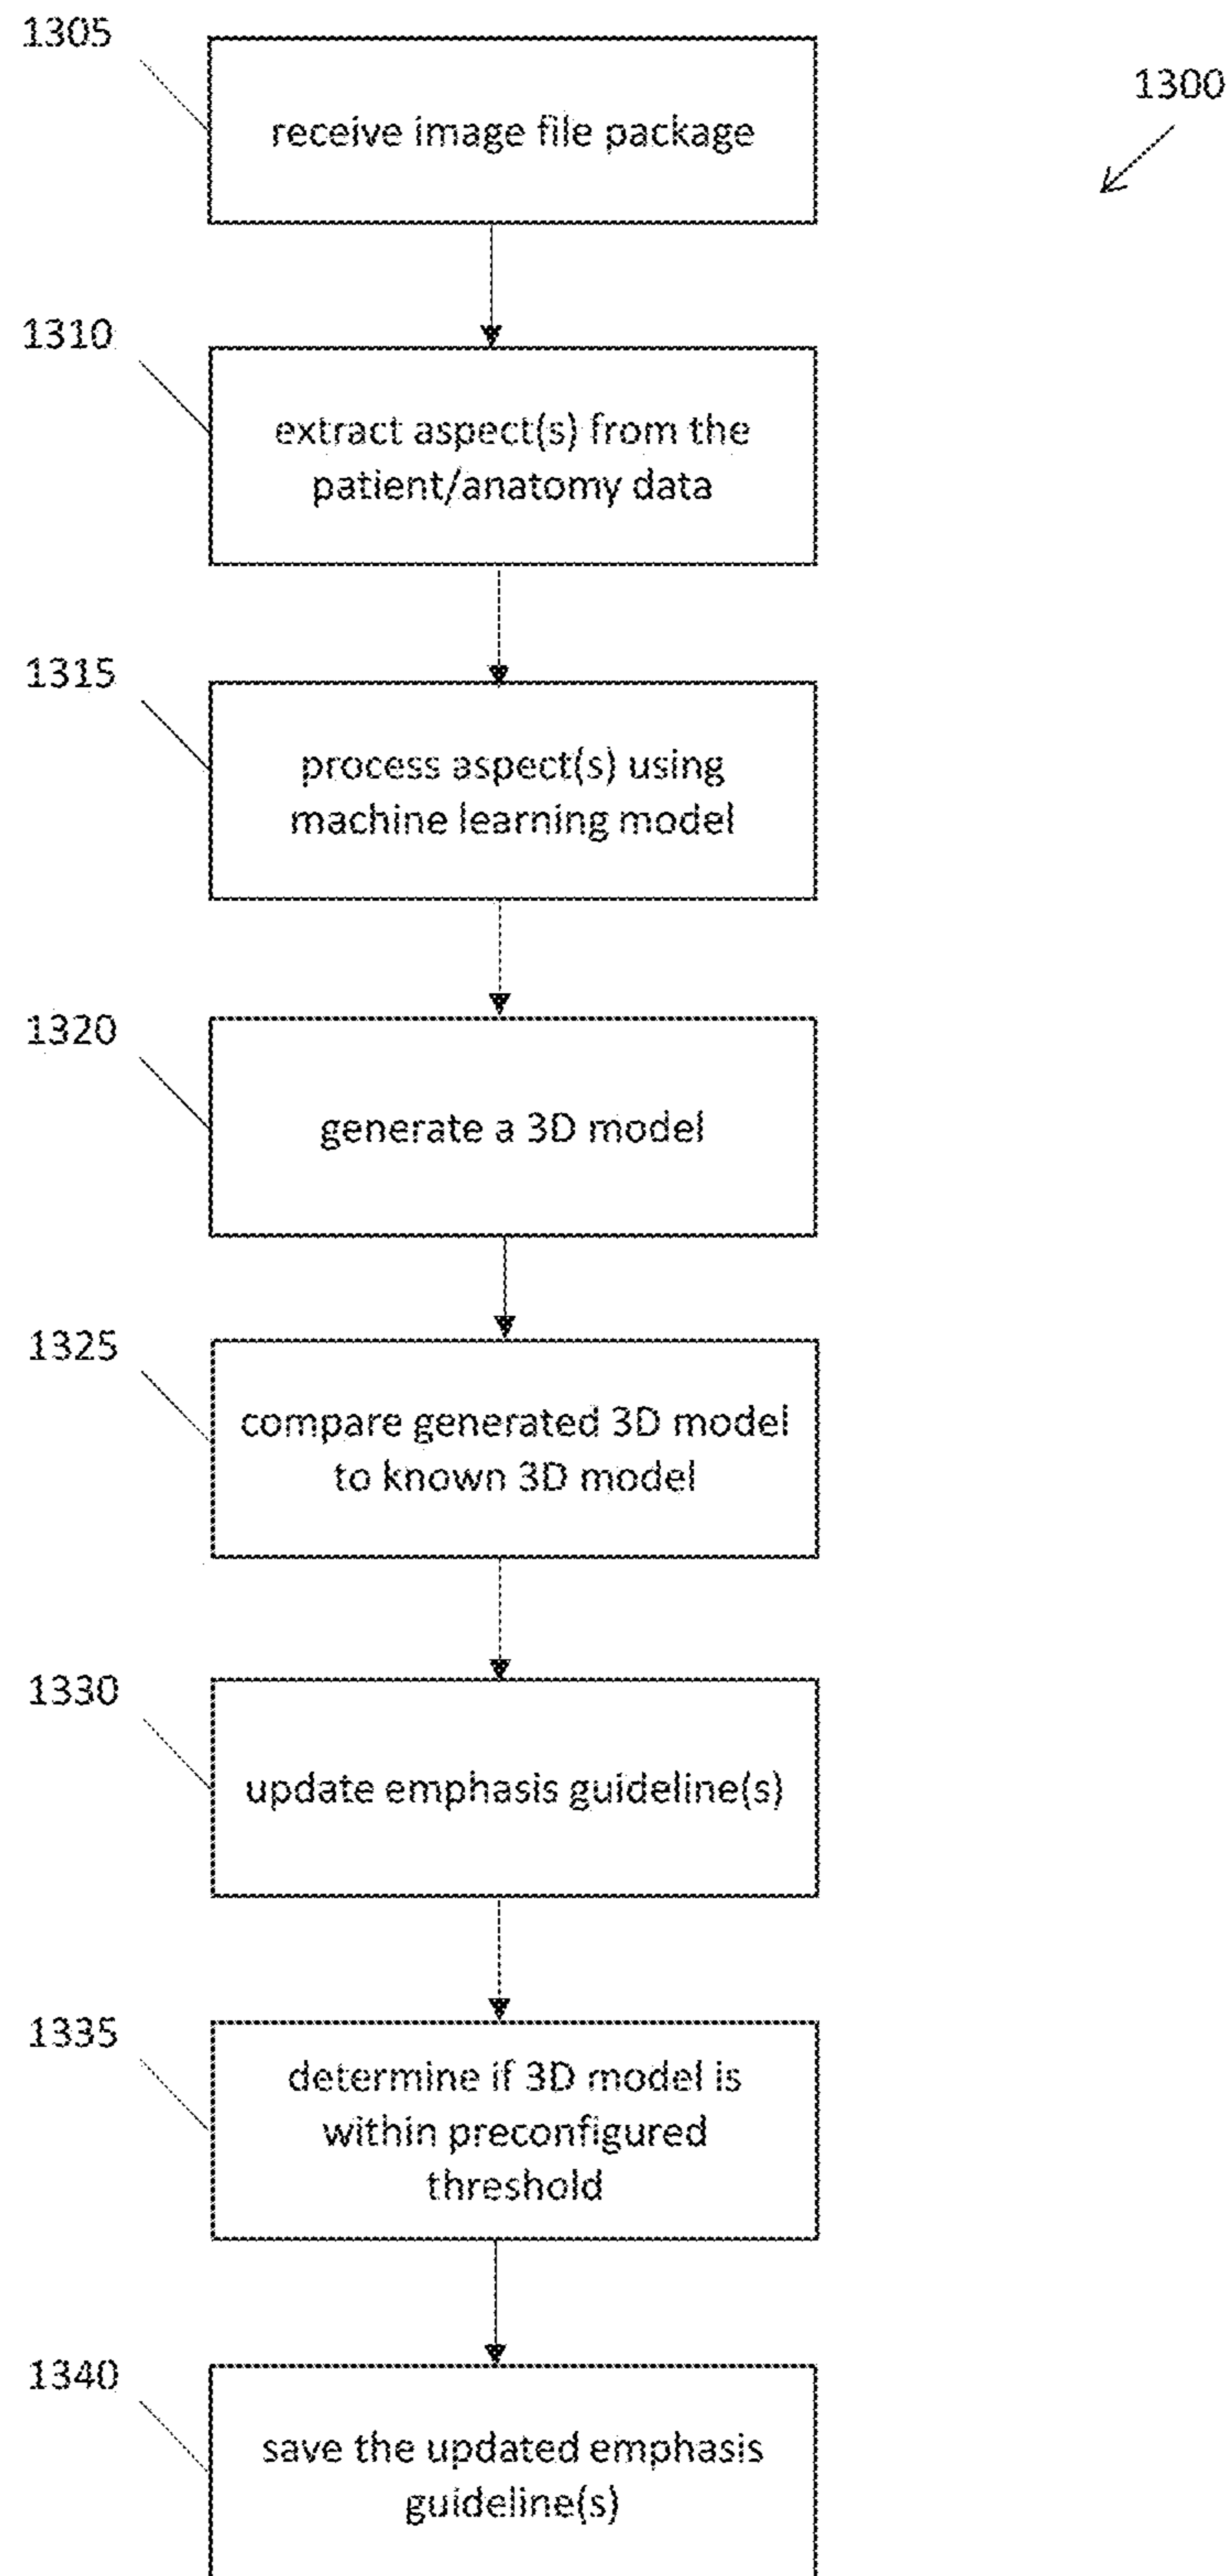 1305
1300
receive image file package
1310
extract aspect(s) from the
patient/anatomy data
1315
process aspect(s) using
machine learning model
1320
generate a 3D model
1325
compare generated 3D model
to known 3D model
1330
update emphasis guideline(s)
1335
determine if 3D model is
within preconfigured
threshold
1340
save the updated emphasis
guideline(s)